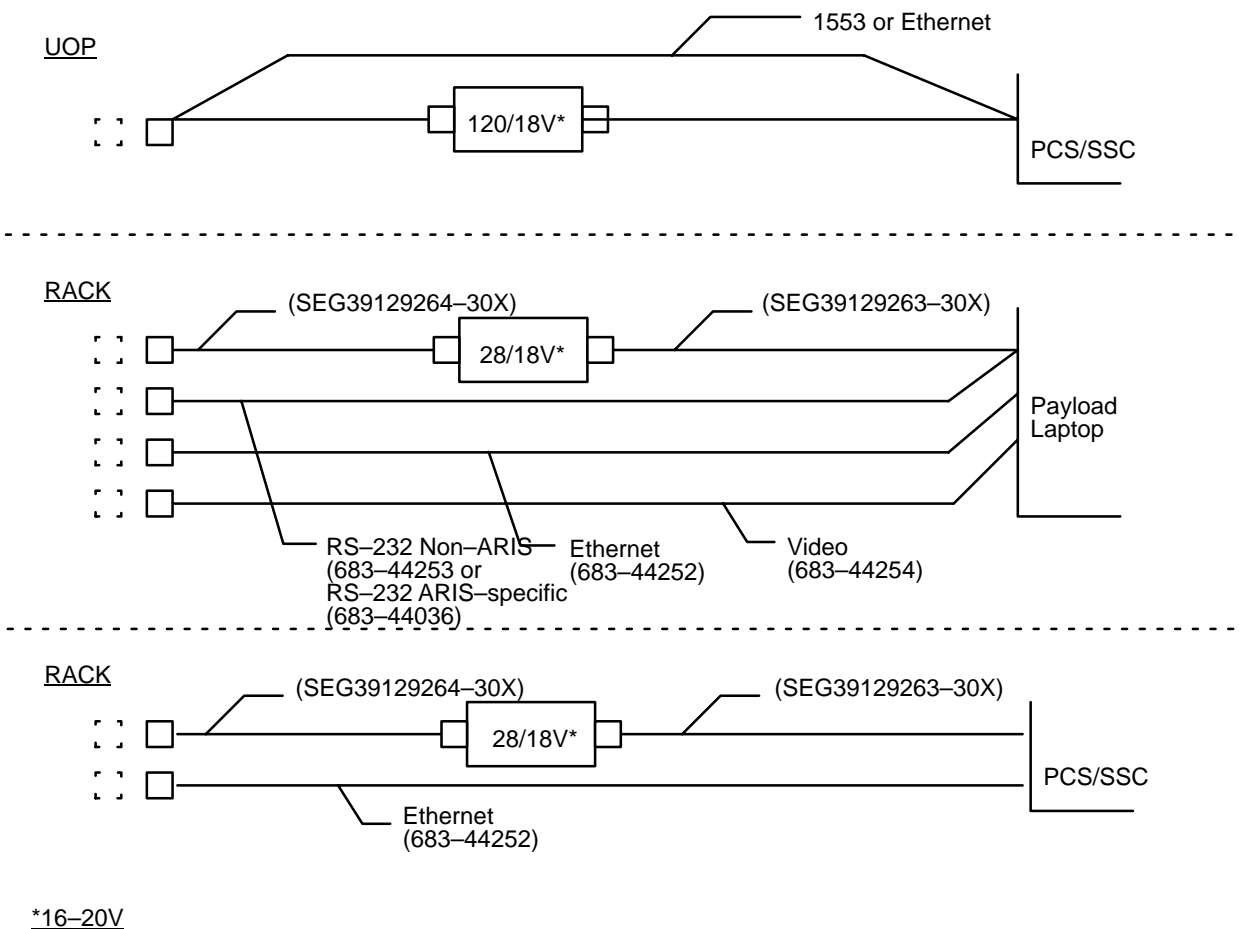 1553 or Ethernet
UOP
120/18V*
PCS/SSC
RACK
(SEG39129264–30X)
(SEG39129263–30X)
28/18V*
Payload
Laptop
RS–232 Non–ARIS
(683–44253 or
RS–232 ARIS–specific
(683–44036)
Ethernet
(683–44252)
Video
(683–44254)
RACK
(SEG39129264–30X)
(SEG39129263–30X)
28/18V*
PCS/SSC
Ethernet
(683–44252)
*16–20V